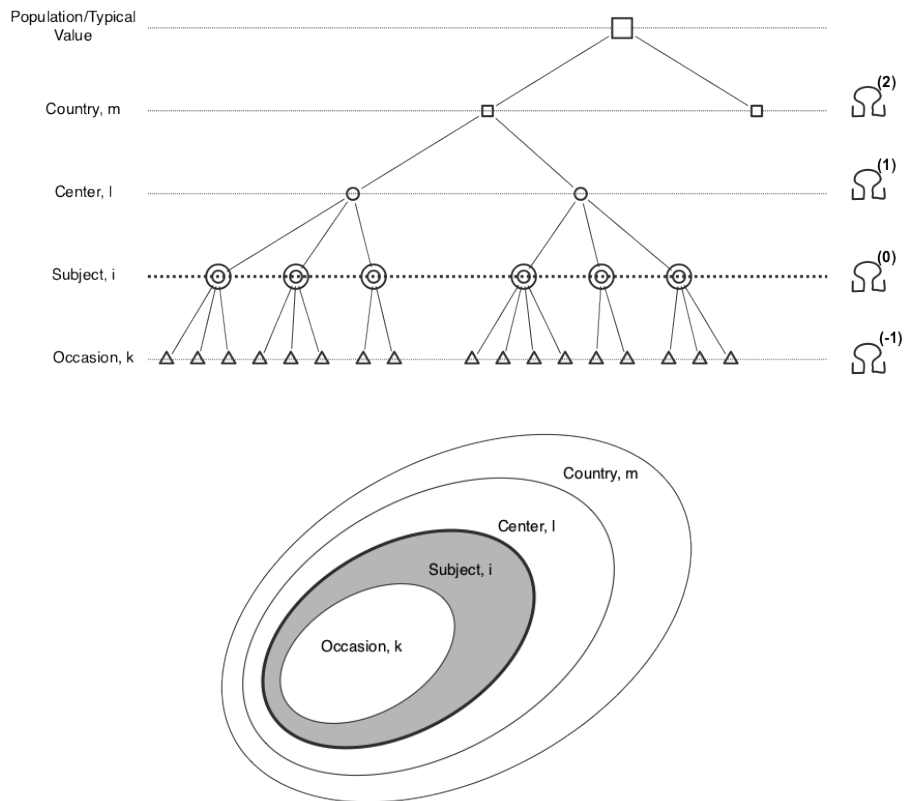 Population/Typical
Value
Country, m
Ω(2)
Center, l
Ω(1)
Subject, i
Ω(0)
Occasion, k
Ω(-1)
Country, m
Center, l
Subject, i
Occasion, k